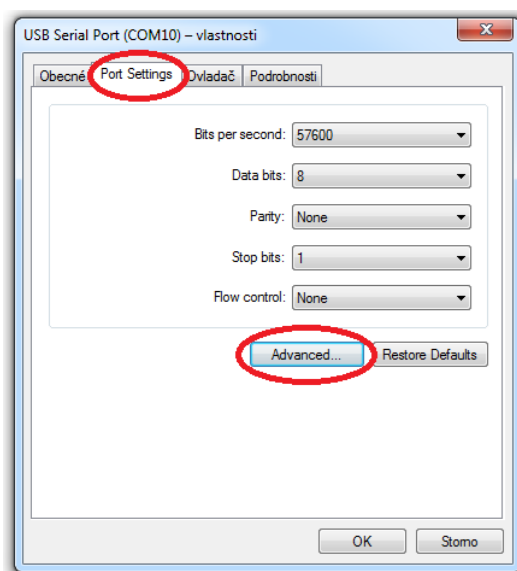 USB Serial Port (COM10) – vlastnosti
Obecné Port Settings Ovladač Podrobnosti
Bits per second: 57600
Data bits: 8
Parity: None
Stop bits: 1
Flow control: None
Advanced... Restore Defaults
OK Storno